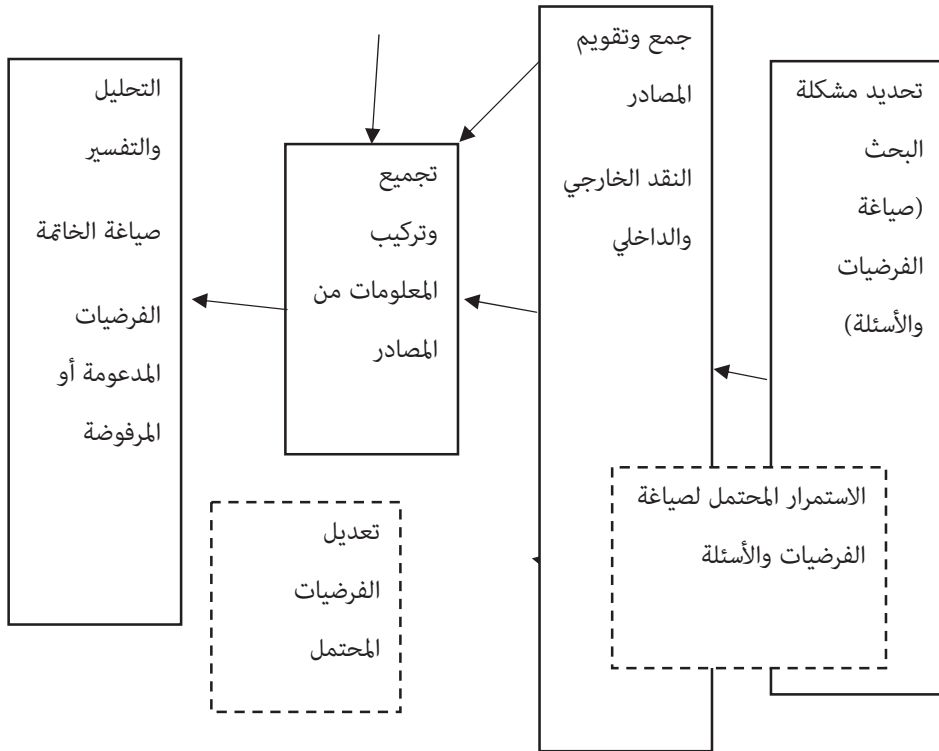 تحديد مشكلة
البحث
(صياغة
الفرضيات
والأسئلة)
جمع وتقويم
المصادر
النقد الخارجي
والداخلي
الاستمرار المحتمل لصياغة
الفرضيات والأسئلة
تجميع
وتركيب
المعلومات من
المصادر
تعديل
الفرضيات
المحتمل
التحليل
والتفسير
صياغة الخاتمة
الفرضيات
المدعومة أو
المرفوضة